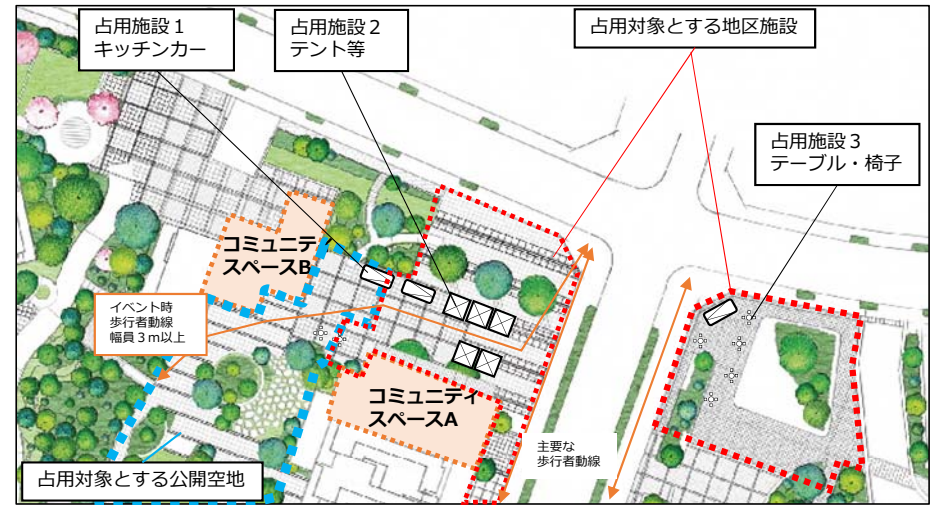 占用施設１
キッチンカー
占用施設２
テント等
占用対象とする地区施設
占用施設３
テーブル・椅子
コミュニティ
スペースB
イベント時
歩行者動線
幅員３ｍ以上
コミュニティ
スペースA
主要な
歩行者動線
占用対象とする公開空地